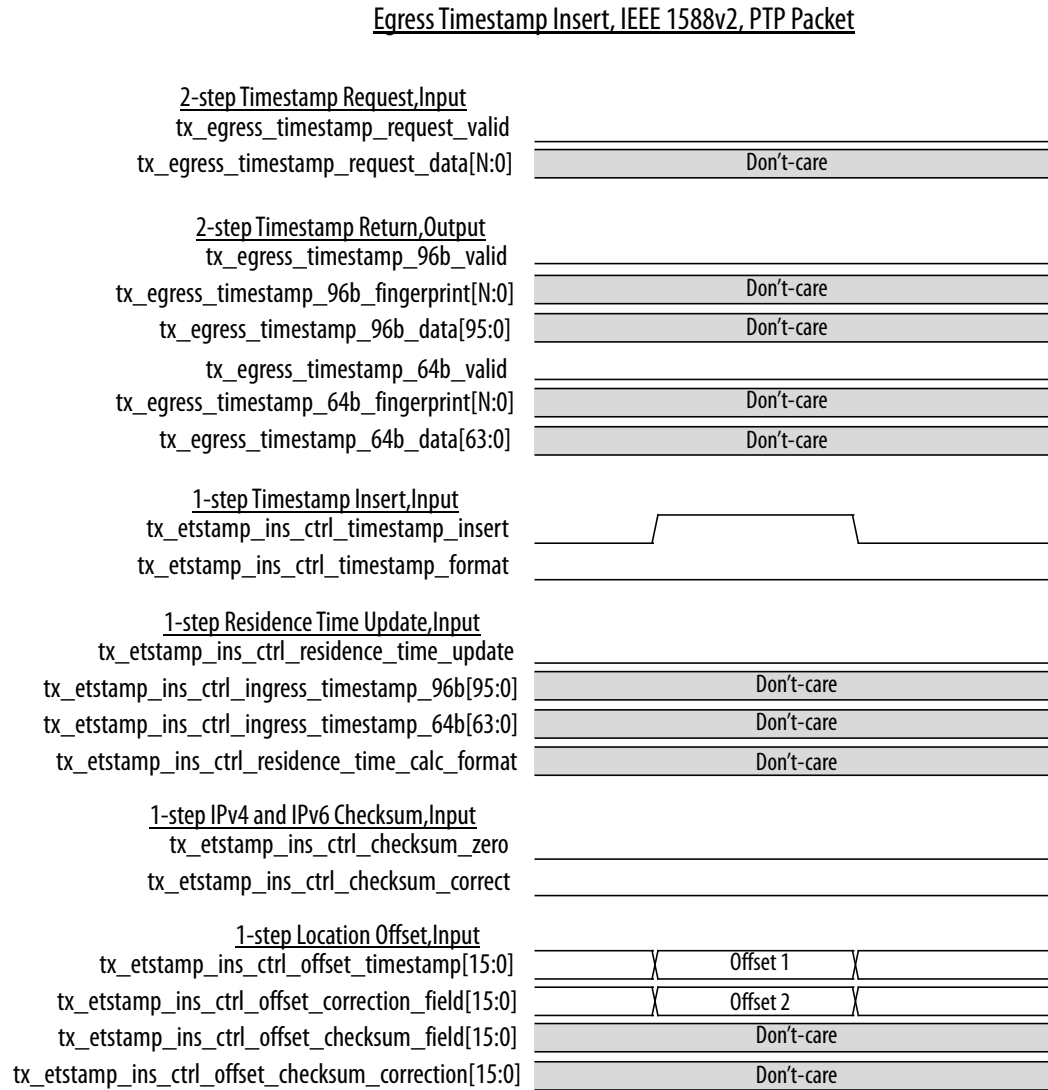 Egress Timestamp Insert, IEEE 1588v2, PTP Packet
2-step Timestamp Request,Input
tx_egress_timestamp_request_valid
tx_egress_timestamp_request_data[N:0] Don't-care
2-step Timestamp Return,Output
tx_egress_timestamp_96b_valid
tx_egress_timestamp_96b_fingerprint[N:0] Don't-care
tx_egress_timestamp_96b_data[95:0] Don't-care
tx_egress_timestamp_64b_valid
tx_egress_timestamp_64b_fingerprint[N:0] Don't-care
tx_egress_timestamp_64b_data[63:0] Don't-care
1-step Timestamp Insert,Input
tx_etstamp_ins_ctrl_timestamp_insert
tx_etstamp_ins_ctrl_timestamp_format
1-step Residence Time Update,Input
tx_etstamp_ins_ctrl_residence_time_update
tx_etstamp_ins_ctrl_ingress_timestamp_96b[95:0] Don't-care
tx_etstamp_ins_ctrl_ingress_timestamp_64b[63:0] Don't-care
tx_etstamp_ins_ctrl_residence_time_calc_format Don't-care
1-step IPv4 and IPv6 Checksum,Input
tx_etstamp_ins_ctrl_checksum_zero
tx_etstamp_ins_ctrl_checksum_correct
1-step Location Offset,Input
tx_etstamp_ins_ctrl_offset_timestamp[15:0] Offset 1
tx_etstamp_ins_ctrl_offset_correction_field[15:0] Offset 2
tx_etstamp_ins_ctrl_offset_checksum_field[15:0] Don't-care
tx_etstamp_ins_ctrl_offset_checksum_correction[15:0] Don't-care